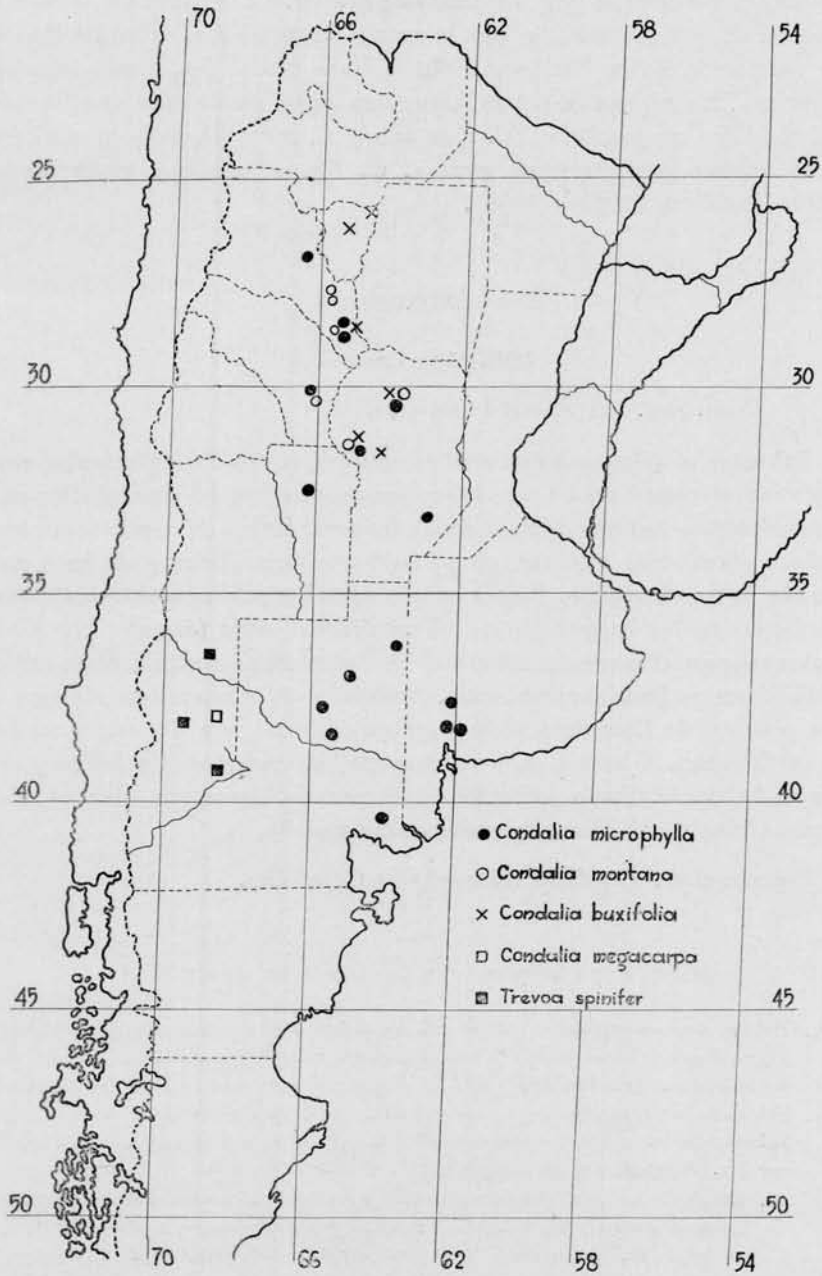 70 66 62 58 54
25 25
30 30
35 35
40 40
● Condalia microphylla
○ Condalia montana
× Condalia buxifolia
□ Condalia megacarpa
▣ Trevoa spinifer
45 45
50 50
70 66 62 58 54